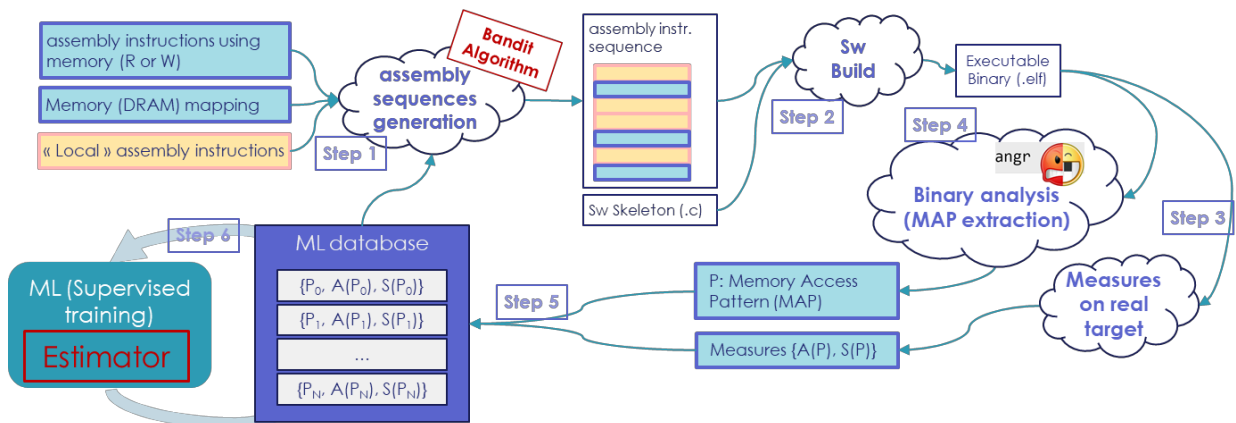 assembly instructions using
memory (R or W)
Memory (DRAM) mapping
« Local » assembly instructions
Bandit
Algorithm
assembly
sequences
generation
Step 1
assembly instr.
sequence
Sw Skeleton (.c)
Sw
Build
Step 2
Executable
Binary (.elf)
Step 4
angr
Binary analysis
(MAP extraction)
Step 3
Measures
on real
target
P: Memory Access
Pattern (MAP)
Measures {A(P), S(P)}
Step 5
ML database
{P0, A(P0), S(P0)}
{P1, A(P1), S(P1)}
...
{PN, A(PN), S(PN)}
Step 6
ML (Supervised
training)
Estimator